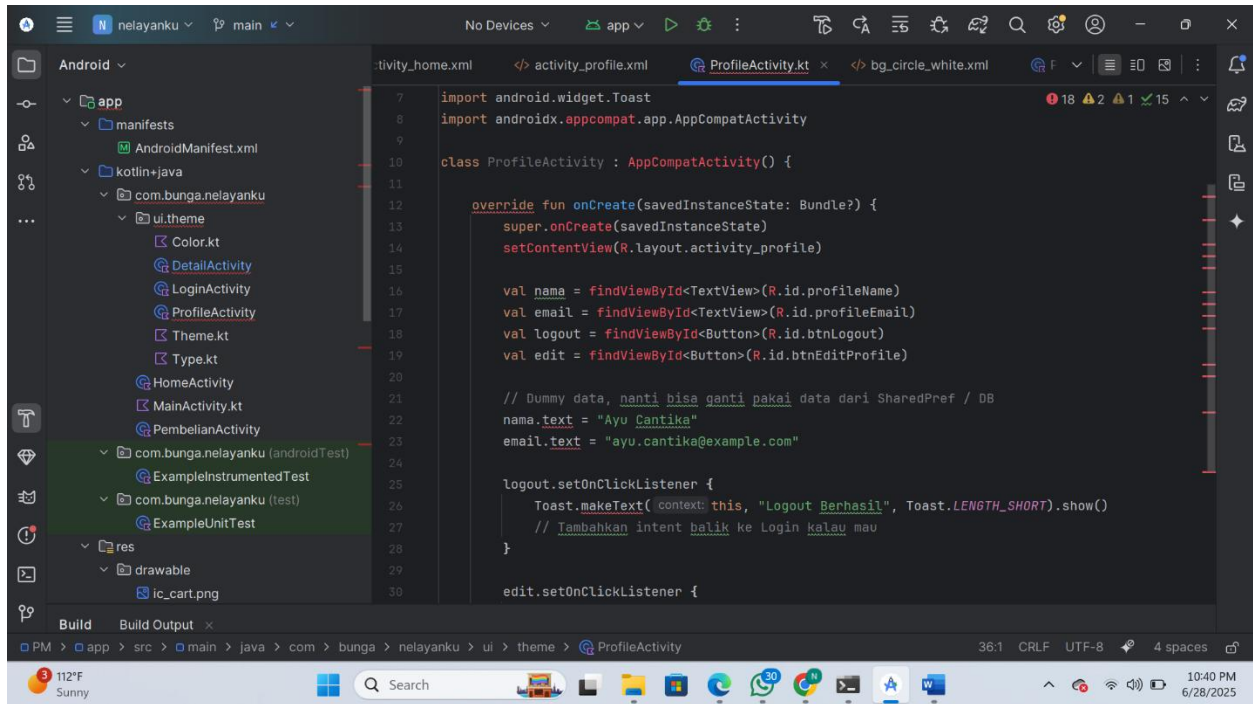 N nelayanku main No Devices app
Android
app
manifests
AndroidManifest.xml
kotlin+java
com.bunga.nelayanku
ui.theme
Color.kt
DetailActivity
LoginActivity
ProfileActivity
Theme.kt
Type.kt
HomeActivity
MainActivity.kt
PembelianActivity
com.bunga.nelayanku (androidTest)
ExampleInstrumentedTest
com.bunga.nelayanku (test)
ExampleUnitTest
res
drawable
ic_cart.png
:tivity_home.xml </> activity_profile.xml ProfileActivity.kt × </> bg_circle_white.xml
18 2 1 15
7 import android.widget.Toast
8 import androidx.appcompat.app.AppCompatActivity
9
10 class ProfileActivity : AppCompatActivity() {
11
12 override fun onCreate(savedInstanceState: Bundle?) {
13 super.onCreate(savedInstanceState)
14 setContentView(R.layout.activity_profile)
15
16 val nama = findViewById<TextView>(R.id.profileName)
17 val email = findViewById<TextView>(R.id.profileEmail)
18 val logout = findViewById<Button>(R.id.btnLogout)
19 val edit = findViewById<Button>(R.id.btnEditProfile)
20
21 // Dummy data, nanti bisa ganti pakai data dari SharedPref / DB
22 nama.text = "Ayu Cantika"
23 email.text = "ayu.cantika@example.com"
24
25 logout.setOnClickListener {
26 Toast.makeText( context: this, "Logout Berhasil", Toast.LENGTH_SHORT).show()
27 // Tambahkan intent balik ke Login kalau mau
28 }
29
30 edit.setOnClickListener {
Build Build Output ×
PM > app > src > main > java > com > bunga > nelayanku > ui > theme > ProfileActivity 36:1 CRLF UTF-8 4 spaces
3 112°F
Sunny
Search
30
10:40 PM
6/28/2025